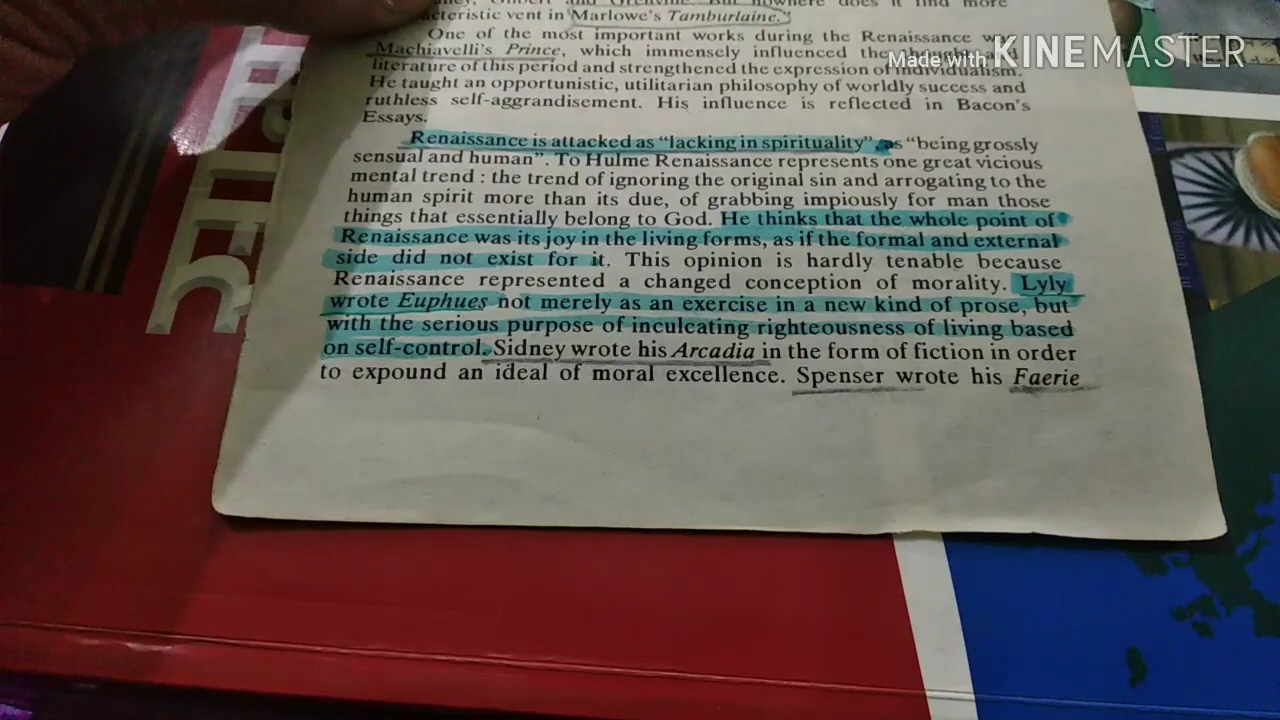 nowhere does it find more
vent in Marlowe's Tamburlaine.
One of the most important works during the Renaissance
Machiavelli's Prince, which immensely influenced the
literature of this period and strengthened the expression of individualism.
He taught an opportunistic, utilitarian philosophy of worldly success and
ruthless self-aggrandisement. His influence is reflected in Bacon's
Essays.
Renaissance is attacked as “lacking in spirituality”, as “being grossly
sensual and human”. To Hulme Renaissance represents one great vicious
mental trend : the trend of ignoring the original sin and arrogating to the
human spirit more than its due, of grabbing impiously for man those
things that essentially belong to God. He thinks that the whole point of
Renaissance was its joy in the living forms, as if the formal and external
side did not exist for it. This opinion is hardly tenable because
Renaissance represented a changed conception of morality. Lyly
wrote Euphues not merely as an exercise in a new kind of prose, but
with the serious purpose of inculcating righteousness of living based
on self-control. Sidney wrote his Arcadia in the form of fiction in order
to expound an ideal of moral excellence. Spenser wrote his Faerie
Made with KINEMASTER